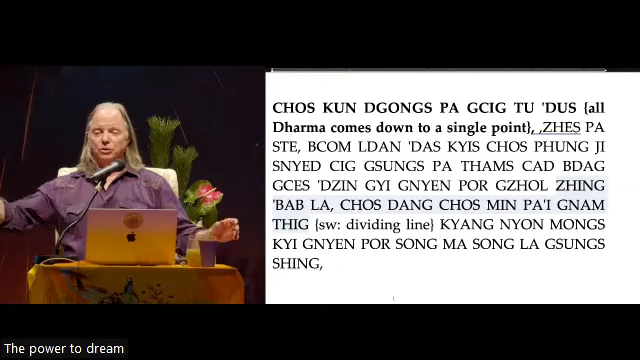 CHOS KUN DGONGS PA GCIG TU 'DUS {all
Dharma comes down to a single point}, ,ZHES PA
STE, BCOM LDAN 'DAS KYIS CHOS PHUNG JI
SNYED CIG GSUNGS PA THAMS CAD BDAG
GCES 'DZIN GYI GNYEN POR GZHOL ZHING
'BAB LA, CHOS DANG CHOS MIN PA'I GNAM
THIG {sw: dividing line} KYANG NYON MONGS
KYI GNYEN POR SONG MA SONG LA GSUNGS
SHING,
The power to dream